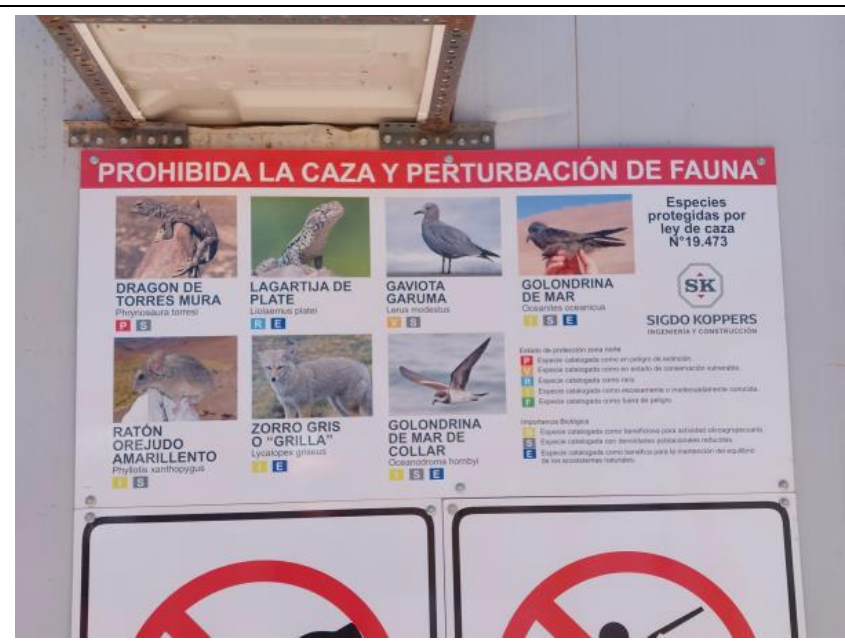 PROHIBIDA LA CAZA Y PERTURBACIÓN DE FAUNA
DRAGON DE
TORRES MURA
Phrynosaura torresi
P S
LAGARTIJA DE
PLATE
Liolaemus platei
R E
GAVIOTA
GARUMA
Lerus modestus
V S
GOLONDRINA
DE MAR
Oceanites oceanicus
I S E
Especies
protegidas por
ley de caza
N°19.473
SK
SIGDO KOPPERS
INGENIERÍA Y CONSTRUCCIÓN
RATÓN
OREJUDO
AMARILLENTO
Phyllotis xanthopygus
I S
ZORRO GRIS
O “GRILLA”
Lycalopex griseus
I E
GOLONDRINA
DE MAR DE
COLLAR
Oceanodroma hornbyi
I S E
Estado de protección zona norte
P Especie catalogada como en peligro de extinción.
V Especie catalogada como en estado de conservación vulnerable.
R Especie catalogada como rara.
I Especie catalogada como escasamente o inadecuadamente conocida.
F Especie catalogada como fuera de peligro.
Importancia Biológica
Especie catalogada como beneficiosa para actividad silvoagropecuaria.
S Especie catalogada con densidades poblacionales reducidas.
E Especie catalogada como benéfica para la mantención del equilibrio
de los ecosistemas naturales.